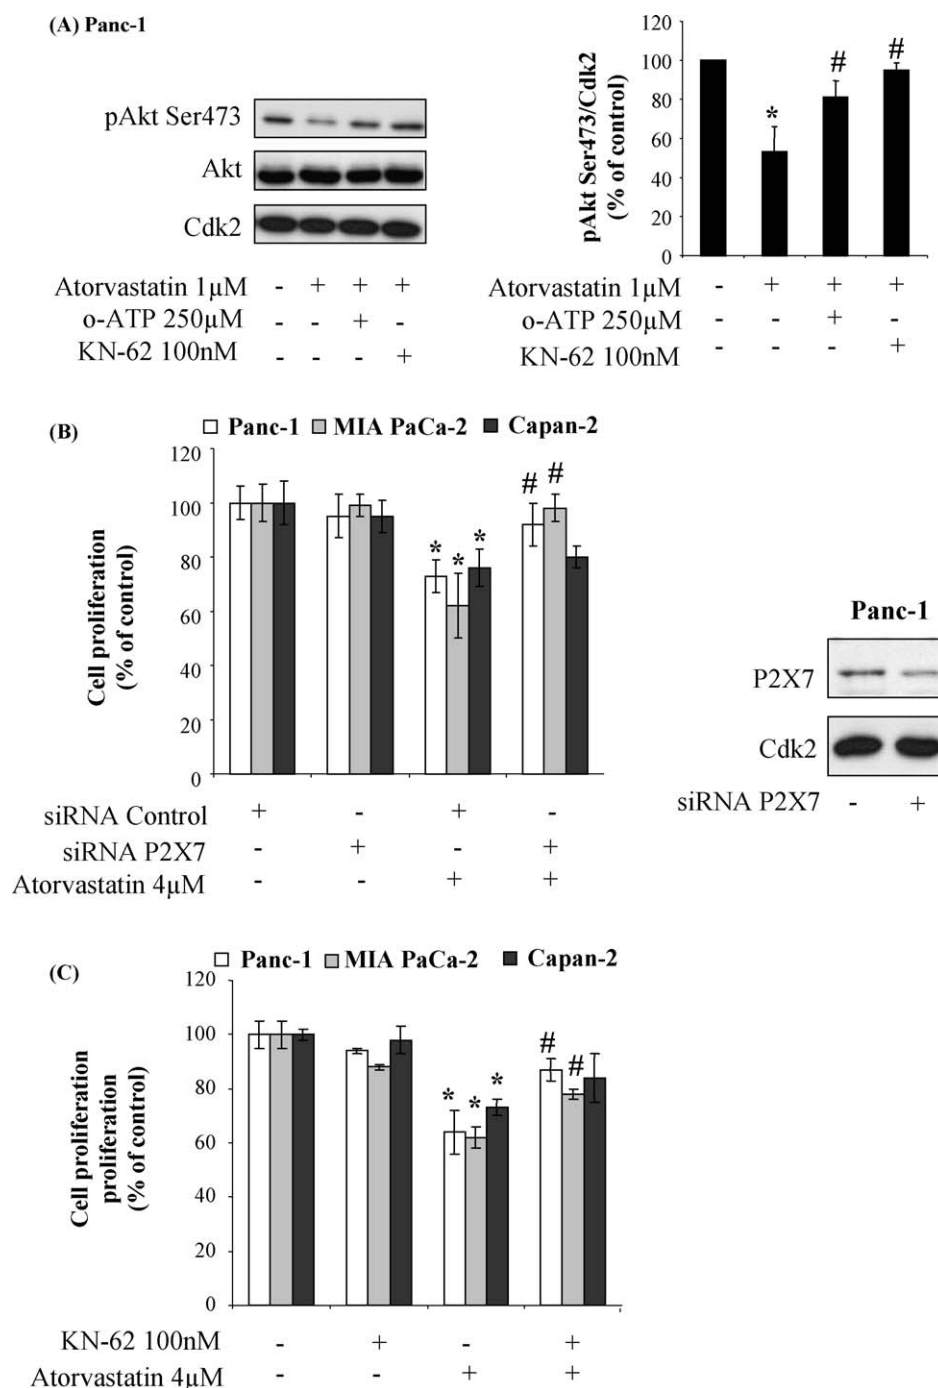 (A) Panc-1
pAkt Ser473
Akt
Cdk2
Atorvastatin 1µM - + + +
o-ATP 250µM - - + -
KN-62 100nM - - - +
pAkt Ser473/Cdk2
(% of control)
120
100
80
60
40
20
0
*
#
#
Atorvastatin 1µM - + + +
o-ATP 250µM - - + -
KN-62 100nM - - - +
(B)
Panc-1 MIA PaCa-2 Capan-2
Cell proliferation
(% of control)
120
100
80
60
40
20
0
* * *
# #
siRNA Control + - + -
siRNA P2X7 - + - +
Atorvastatin 4µM - - + +
Panc-1
P2X7
Cdk2
siRNA P2X7 - +
(C)
Panc-1 MIA PaCa-2 Capan-2
Cell proliferation
proliferation
(% of control)
120
100
80
60
40
20
0
* * *
# #
KN-62 100nM - + - +
Atorvastatin 4µM - - + +